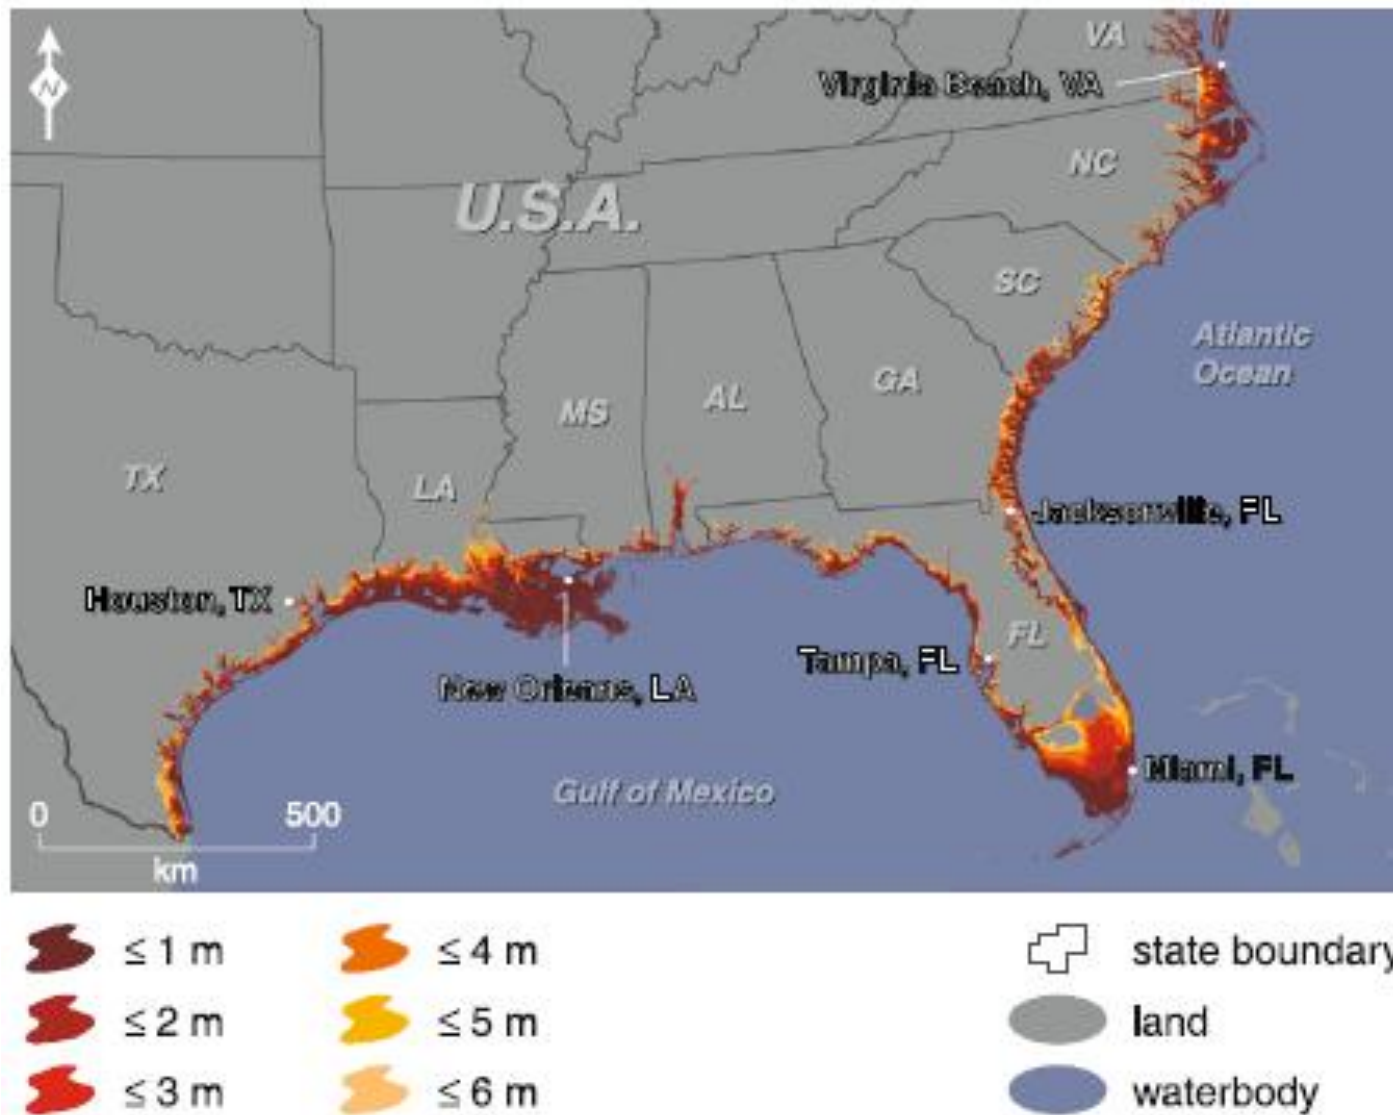 N
VA
Virginia Beach, VA
NC
U.S.A.
SC
Atlantic
Ocean
MS
AL
GA
TX
LA
Jacksonville, FL
Houston, TX
FL
Tampa, FL
New Orleans, LA
Miami, FL
Gulf of Mexico
0 500
km
≤ 1 m ≤ 4 m state boundary
≤ 2 m ≤ 5 m land
≤ 3 m ≤ 6 m waterbody